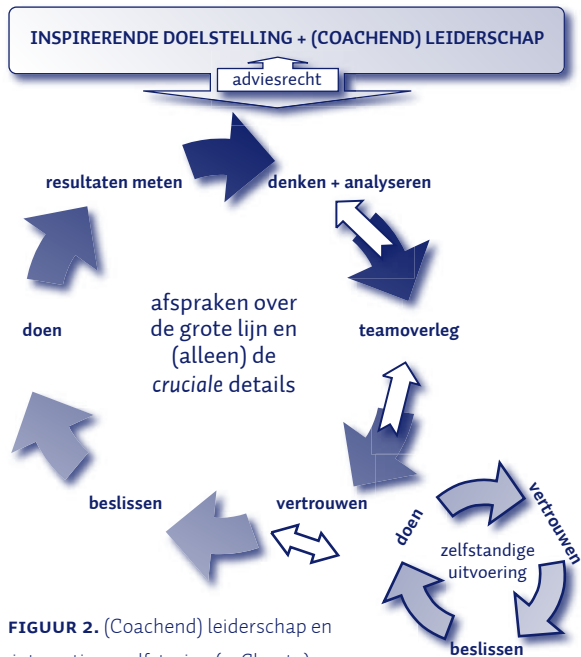 INSPIRERENDE DOELSTELLING + (COACHEND) LEIDERSCHAP
adviesrecht
resultaten meten
denken + analyseren
afspraken over
de grote lijn en
(alleen) de
cruciale details
doen
teamoverleg
beslissen
vertrouwen
doen
vertrouwen
zelfstandige
uitvoering
beslissen
FIGUUR 2. (Coachend) leiderschap en